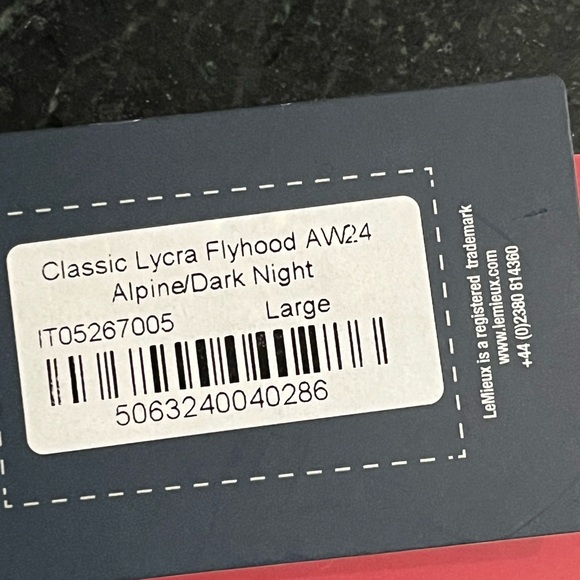 Classic Lycra Flyhood AW24
Alpine/Dark Night
IT05267005 Large
5063240040286
LeMieux is a registered trademark
www.lemieux.com
+44 (0)2380 814360